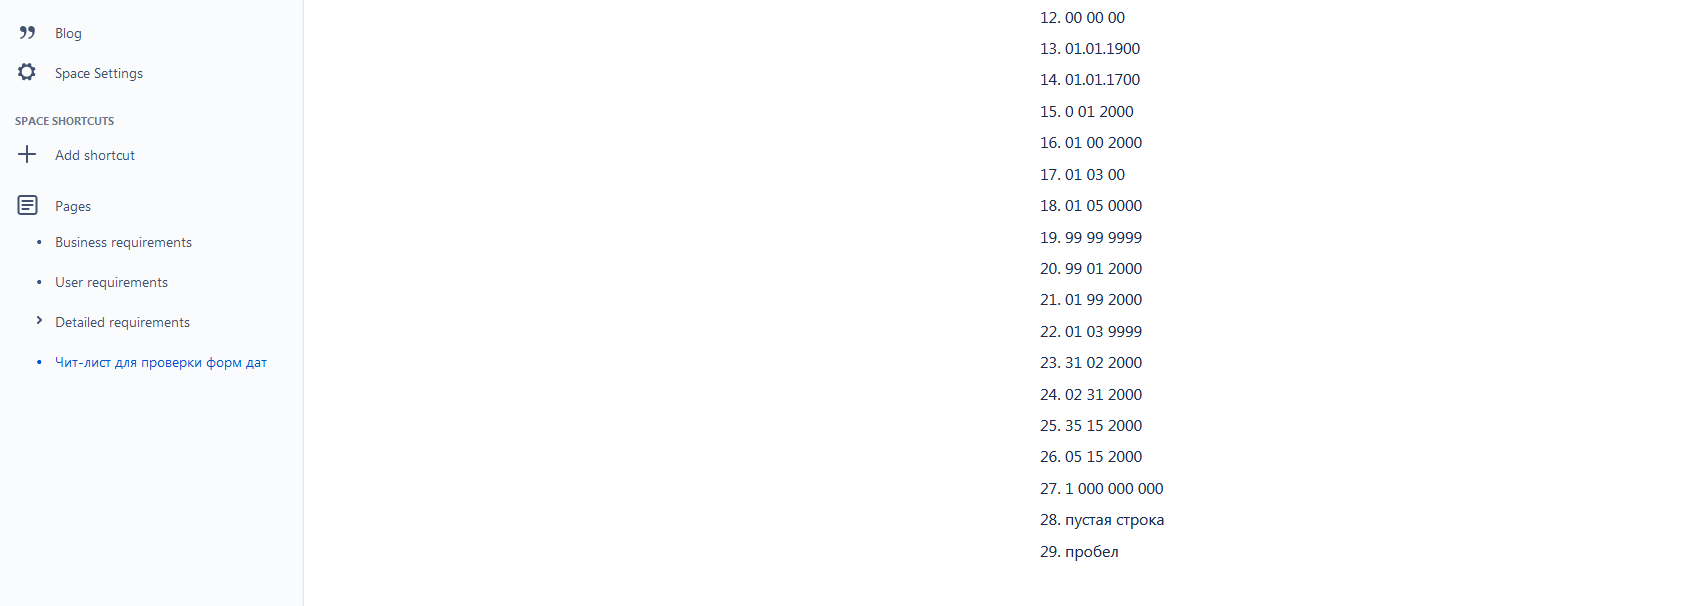 Blog
Space Settings
SPACE SHORTCUTS
Add shortcut
Pages
• Business requirements
• User requirements
Detailed requirements
• Чит-лист для проверки форм дат
12. 00 00 00
13. 01.01.1900
14. 01.01.1700
15. 0 01 2000
16. 01 00 2000
17. 01 03 00
18. 01 05 0000
19. 99 99 9999
20. 99 01 2000
21. 01 99 2000
22. 01 03 9999
23. 31 02 2000
24. 02 31 2000
25. 35 15 2000
26. 05 15 2000
27. 1 000 000 000
28. пустая строка
29. пробел